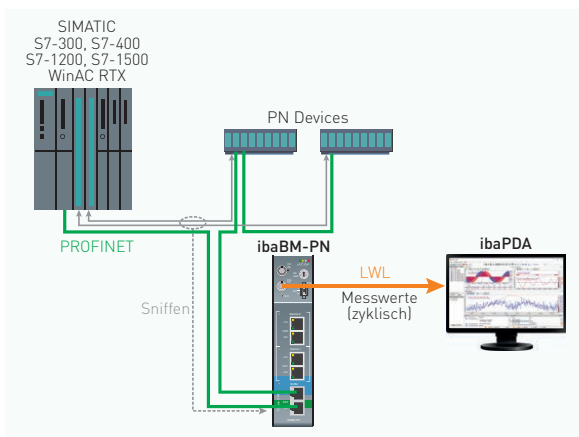 SIMATIC
S7-300, S7-400
S7-1200, S7-1500
WinAC RTX
PN Devices
PROFINET
ibaBM-PN
ibaPDA
LWL
Messwerte
(zyklisch)
Sniffen